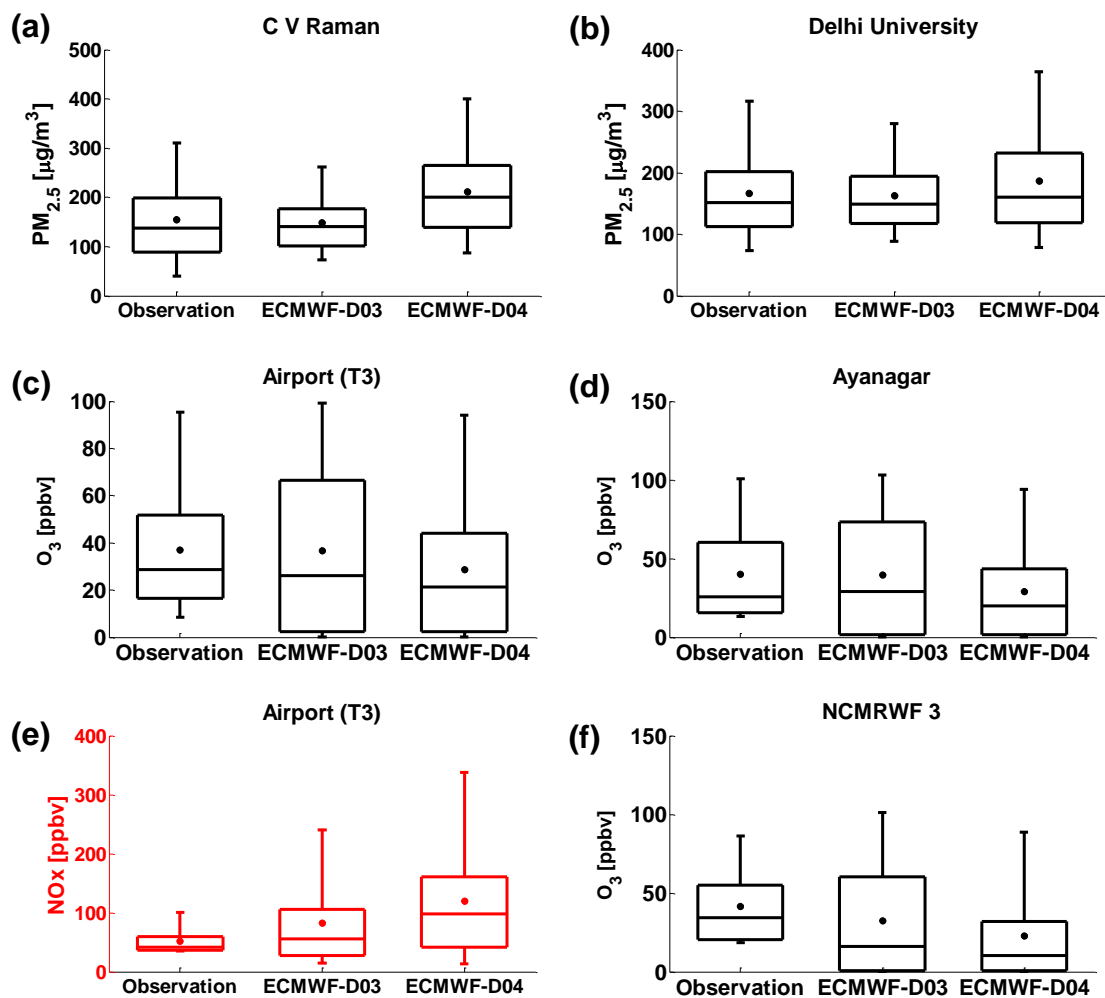 (a)
C V Raman
500
400
300
200
100
0
PM2.5 [µg/m3]
Observation ECMWF-D03 ECMWF-D04
(b)
Delhi University
400
300
200
100
0
PM2.5 [µg/m3]
Observation ECMWF-D03 ECMWF-D04
(c)
Airport (T3)
100
80
60
40
20
0
O3 [ppbv]
Observation ECMWF-D03 ECMWF-D04
(d)
Ayanagar
150
100
50
0
O3 [ppbv]
Observation ECMWF-D03 ECMWF-D04
(e)
Airport (T3)
400
300
200
100
0
NOx [ppbv]
Observation ECMWF-D03 ECMWF-D04
(f)
NCMRWF 3
150
100
50
0
O3 [ppbv]
Observation ECMWF-D03 ECMWF-D04